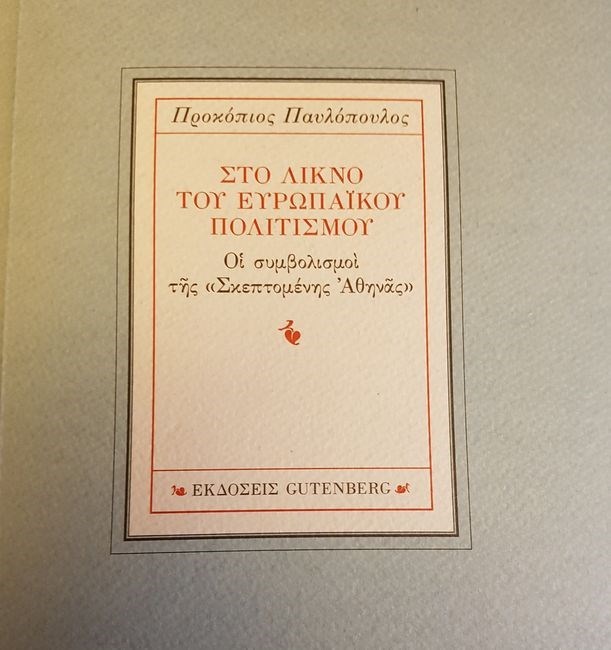 Προκόπιος Παυλόπουλος
ΣΤΟ ΛΙΚΝΟ
ΤΟΥ ΕΥΡΩΠΑΪΚΟΥ
ΠΟΛΙΤΙΣΜΟΥ
Οἱ συμβολισμοὶ
τῆς «Σκεπτομένης Ἀθηνᾶς»
ΕΚΔΟΣΕΙΣ GUTENBERG